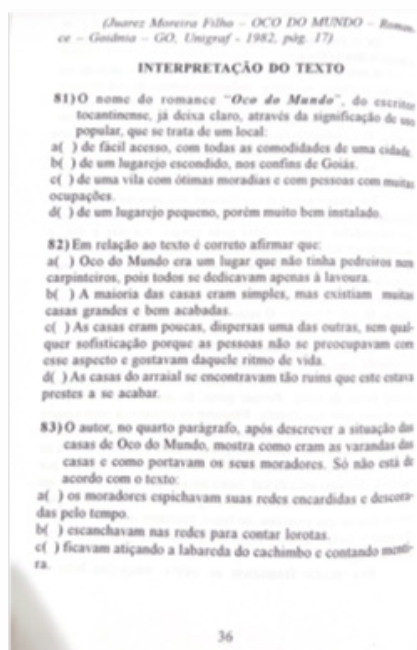 (Juarez Moreira Filho - OCO DO MUNDO - Roman-
ce - Goiânia - GO, Unigraf - 1982, pág. 17)
INTERPRETAÇÃO DO TEXTO
81) O nome do romance "Oco do Mundo", do escritor
tocantinense, já deixa claro, através da significação de uso
popular, que se trata de um local:
a( ) de fácil acesso, com todas as comodidades de uma cidade.
b( ) de um lugarejo escondido, nos confins de Goiás.
c( ) de uma vila com ótimas moradias e com pessoas com muitas
ocupações.
d( ) de um lugarejo pequeno, porém muito bem instalado.
82) Em relação ao texto é correto afirmar que:
a( ) Oco do Mundo era um lugar que não tinha pedreiros nem
carpinteiros, pois todos se dedicavam apenas à lavoura.
b( ) A maioria das casas eram simples, mas existiam muitas
casas grandes e bem acabadas.
c( ) As casas eram poucas, dispersas uma das outras, sem qual-
quer sofisticação porque as pessoas não se preocupavam com
esse aspecto e gostavam daquele ritmo de vida.
d( ) As casas do arraial se encontravam tão ruins que este estava
prestes a se acabar.
83) O autor, no quarto parágrafo, após descrever a situação das
casas de Oco do Mundo, mostra como eram as varandas das
casas e como portavam os seus moradores. Só não está de
acordo com o texto:
a( ) os moradores espichavam suas redes encardidas e descora-
das pelo tempo.
b( ) escanchavam nas redes para contar lorotas.
c( ) ficavam atiçando a labareda do cachimbo e contando menti-
ra.
36